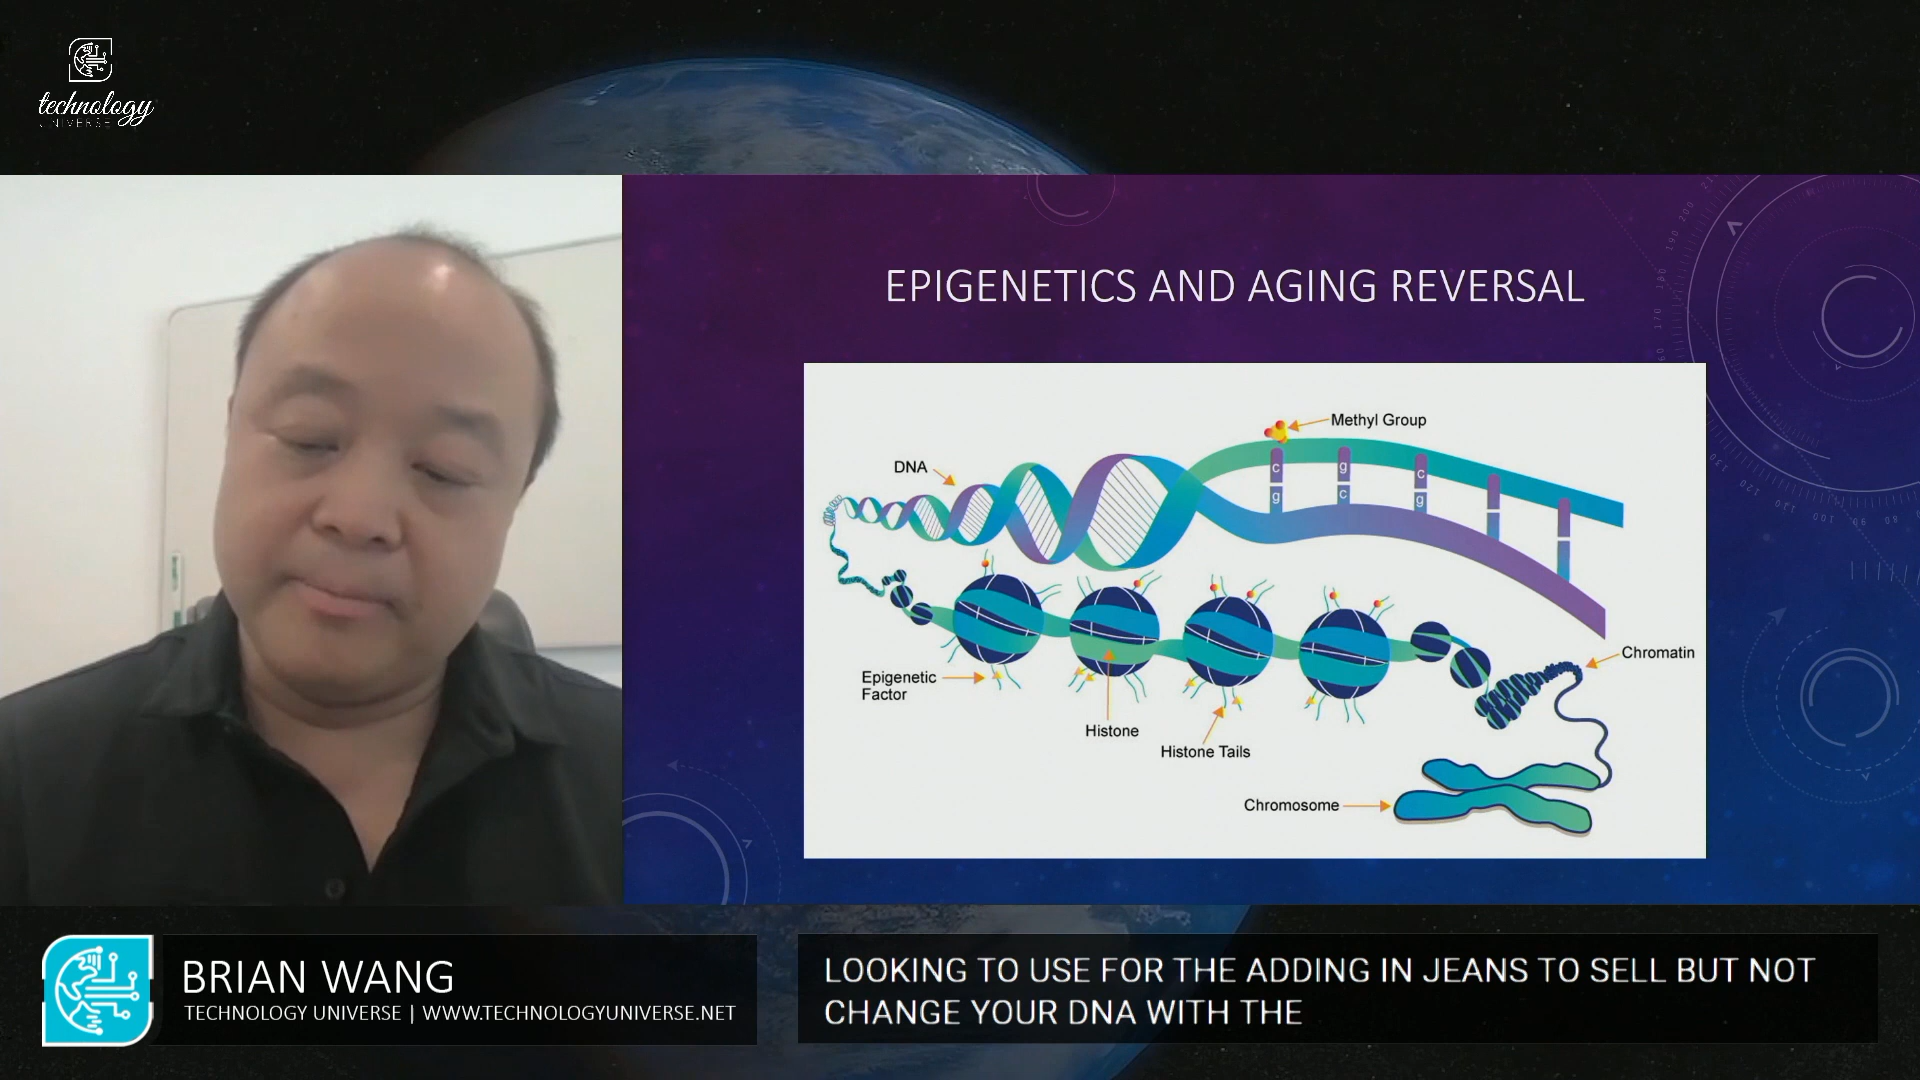 technology
UNIVERSE
EPIGENETICS AND AGING REVERSAL
Methyl Group
DNA
c
g
c
g
c
g
Chromatin
Epigenetic
Factor
Histone
Histone Tails
Chromosome
BRIAN WANG
TECHNOLOGY UNIVERSE | WWW.TECHNOLOGYUNIVERSE.NET
LOOKING TO USE FOR THE ADDING IN JEANS TO SELL BUT NOT
CHANGE YOUR DNA WITH THE